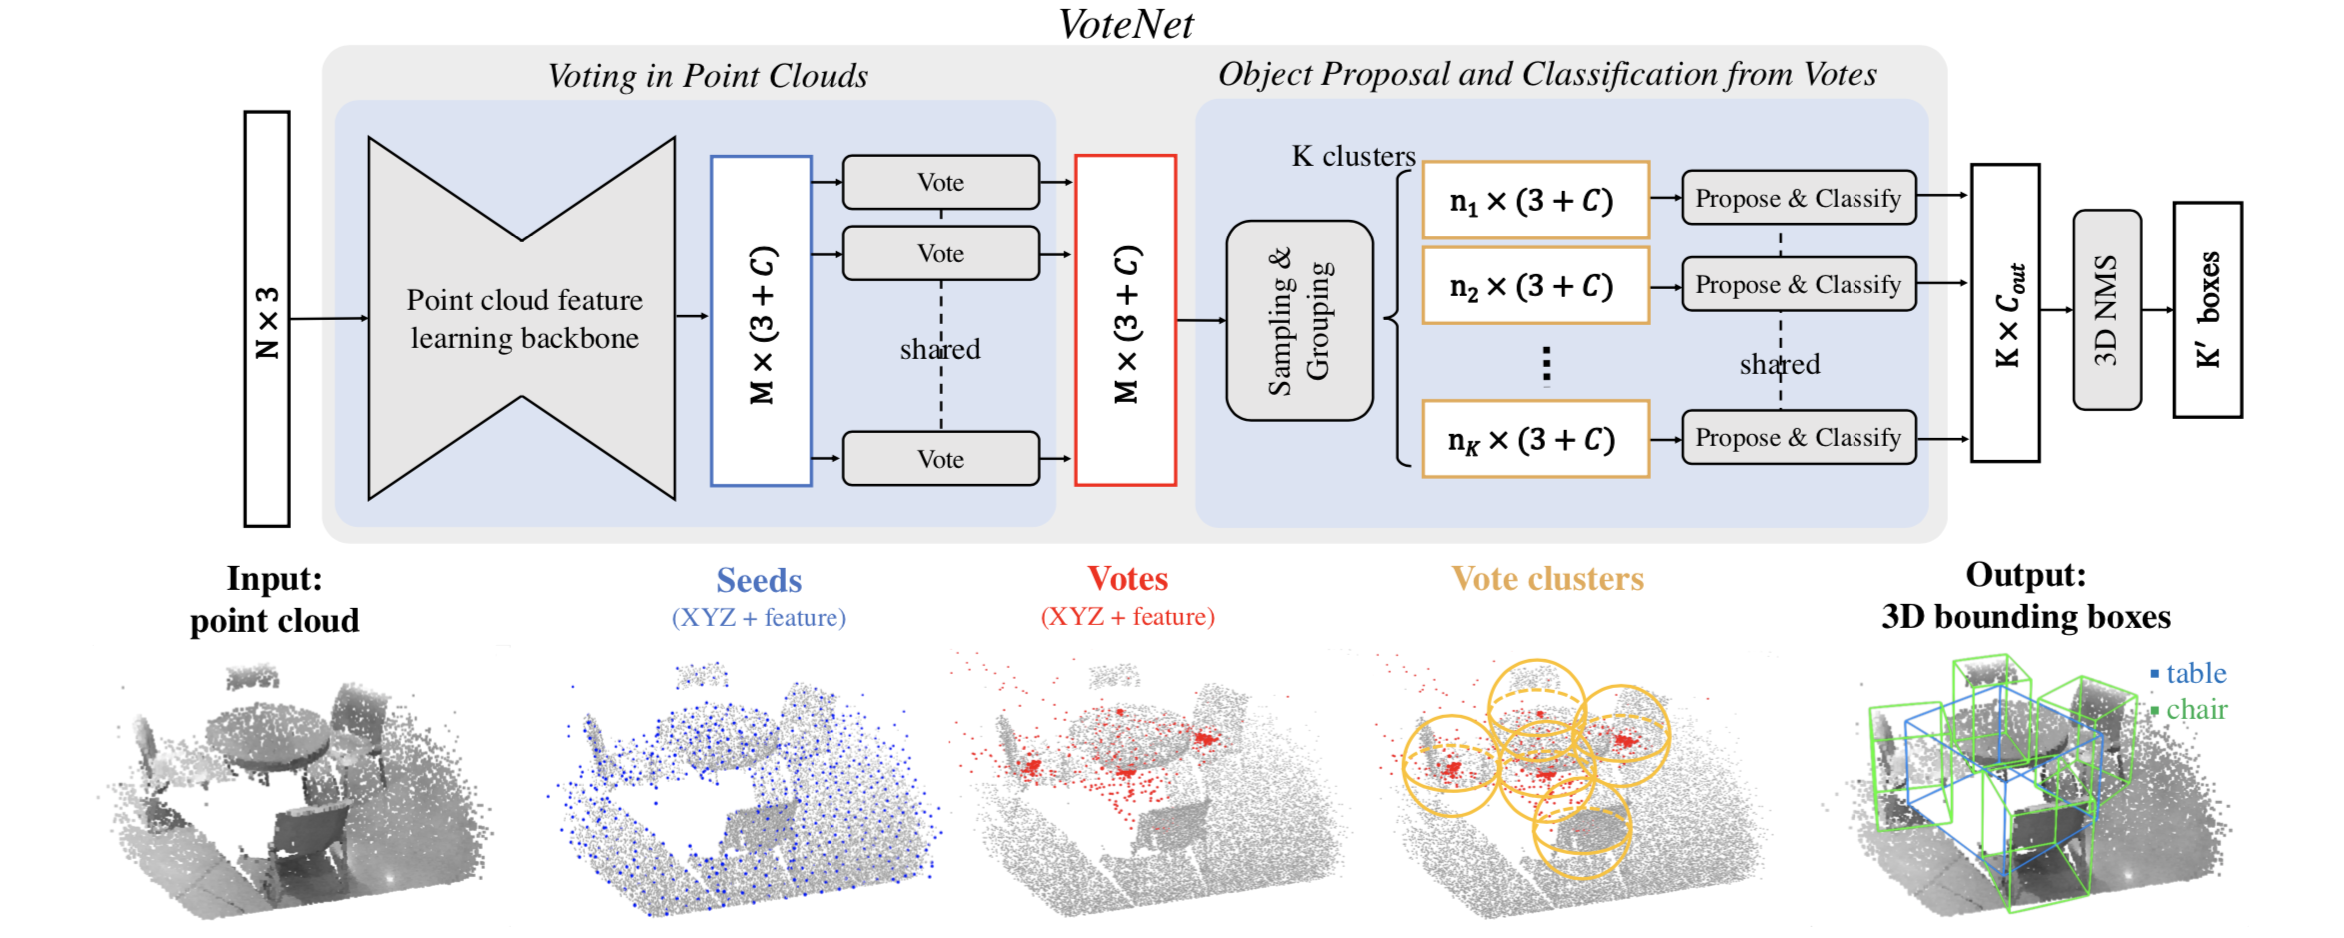 VoteNet
Voting in Point Clouds
Object Proposal and Classification from Votes
N × 3
Point cloud feature
learning backbone
M × (3 + C)
Vote
Vote
shared
Vote
M × (3 + C)
Sampling &
Grouping
K clusters
n₁ × (3 + C)
n₂ × (3 + C)
⋮
n_K × (3 + C)
Propose & Classify
Propose & Classify
shared
Propose & Classify
K × C_out
3D NMS
K′ boxes
Input:
point cloud
Seeds
(XYZ + feature)
Votes
(XYZ + feature)
Vote clusters
Output:
3D bounding boxes
table
chair